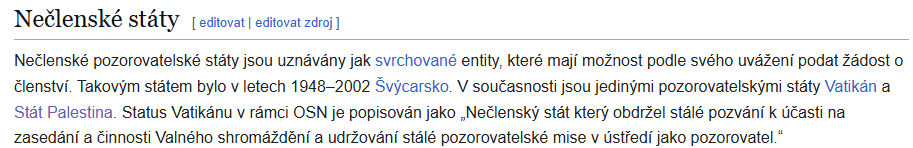 Nečlenské státy [ editovat | editovat zdroj ]
Nečlenské pozorovatelské státy jsou uznávány jak svrchované entity, které mají možnost podle svého uvážení podat žádost o
členství. Takovým státem bylo v letech 1948–2002 Švýcarsko. V současnosti jsou jedinými pozorovatelskými státy Vatikán a
Stát Palestina. Status Vatikánu v rámci OSN je popisován jako „Nečlenský stát který obdržel stálé pozvání k účasti na
zasedání a činnosti Valného shromáždění a udržování stálé pozorovatelské mise v ústředí jako pozorovatel.“